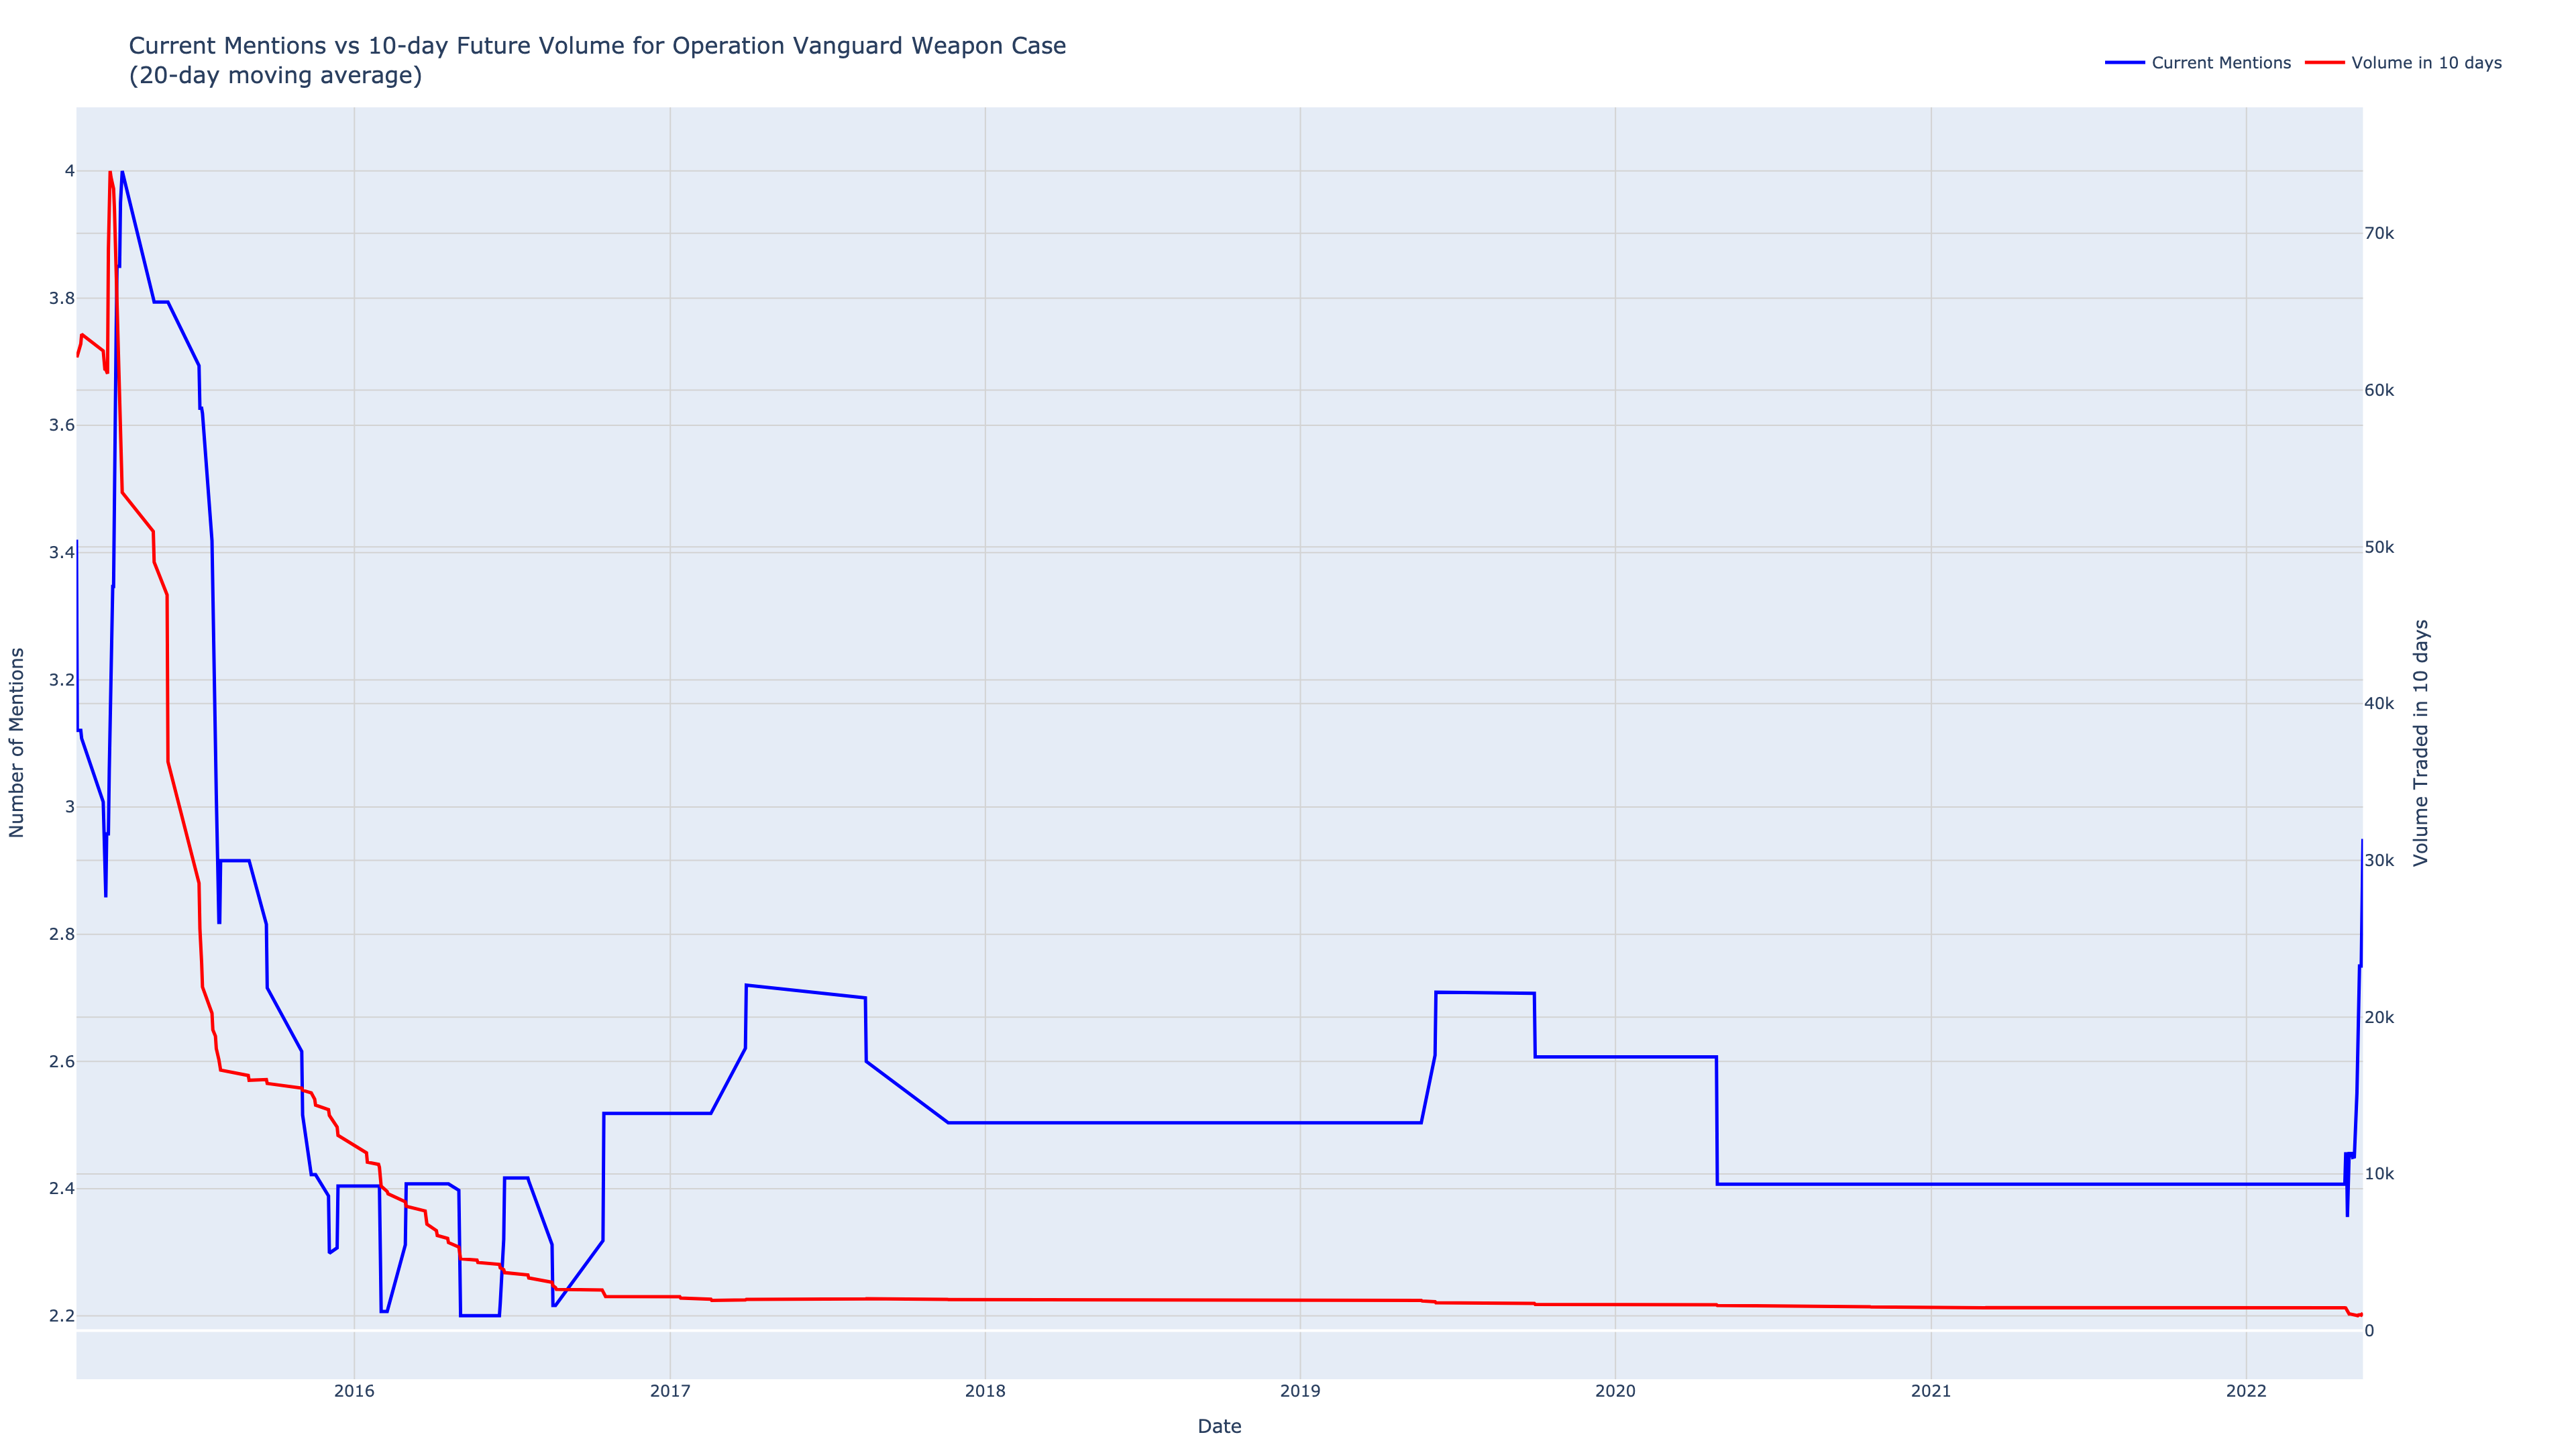 Current Mentions vs 10-day Future Volume for Operation Vanguard Weapon Case
(20-day moving average)
Current Mentions
Volume in 10 days
4
3.8
3.6
3.4
3.2
3
2.8
2.6
2.4
2.2
Number of Mentions
70k
60k
50k
40k
30k
20k
10k
0
Volume Traded in 10 days
2016
2017
2018
2019
2020
2021
2022
Date